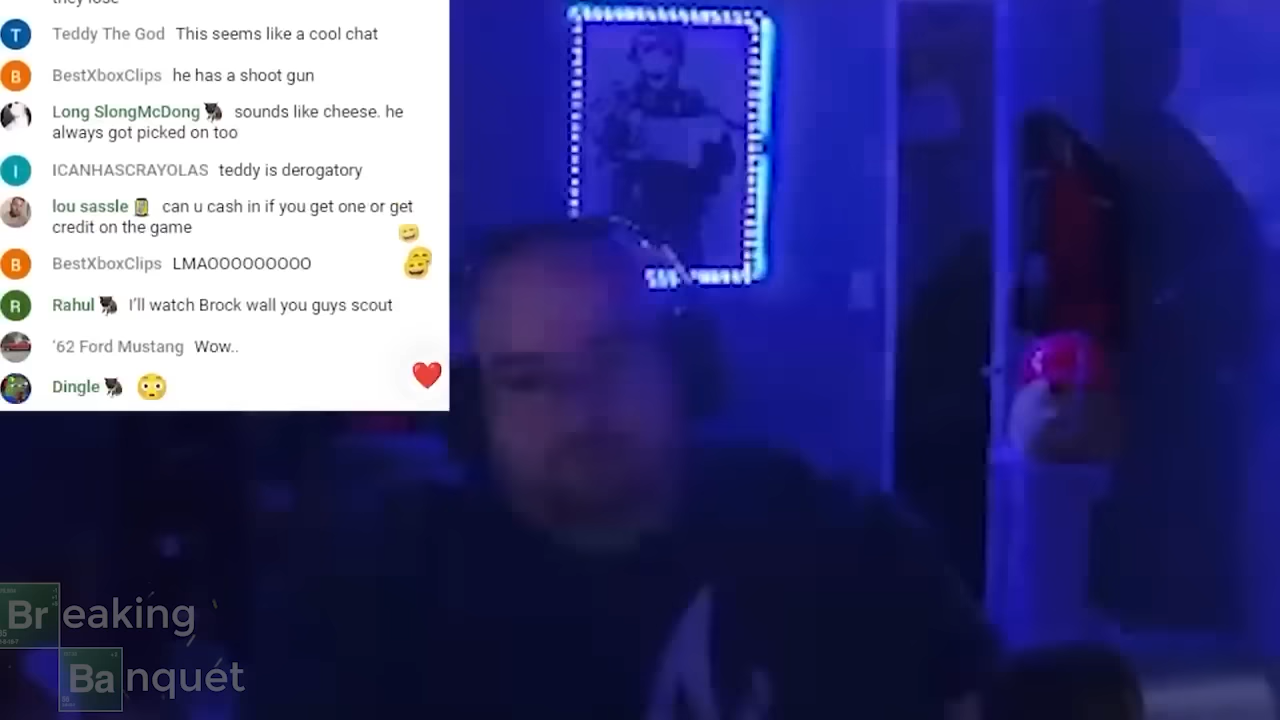 they lose
T Teddy The God This seems like a cool chat
B BestXboxClips he has a shoot gun
Long SlongMcDong sounds like cheese. he
always got picked on too
I ICANHASCRAYOLAS teddy is derogatory
lou sassle can u cash in if you get one or get
credit on the game
B BestXboxClips LMAOOOOOOOOO
R Rahul I'll watch Brock wall you guys scout
'62 Ford Mustang Wow..
Dingle
Breaking
Banquet